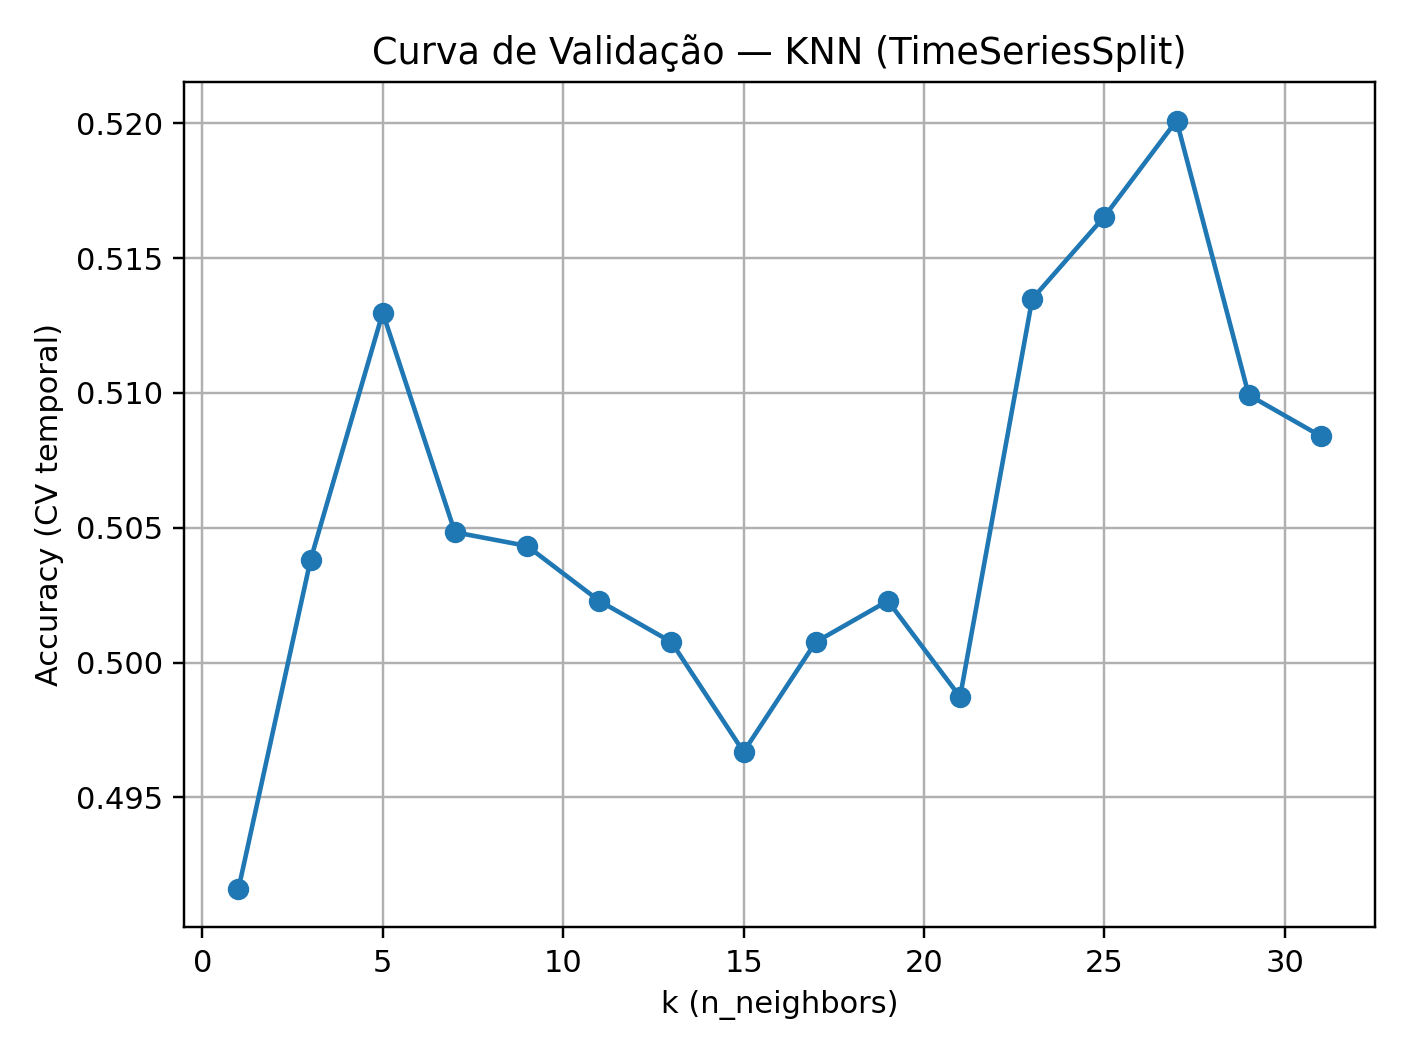 Curva de Validação — KNN (TimeSeriesSplit)
0.520
0.515
0.510
0.505
0.500
0.495
Accuracy (CV temporal)
0 5 10 15 20 25 30
k (n_neighbors)